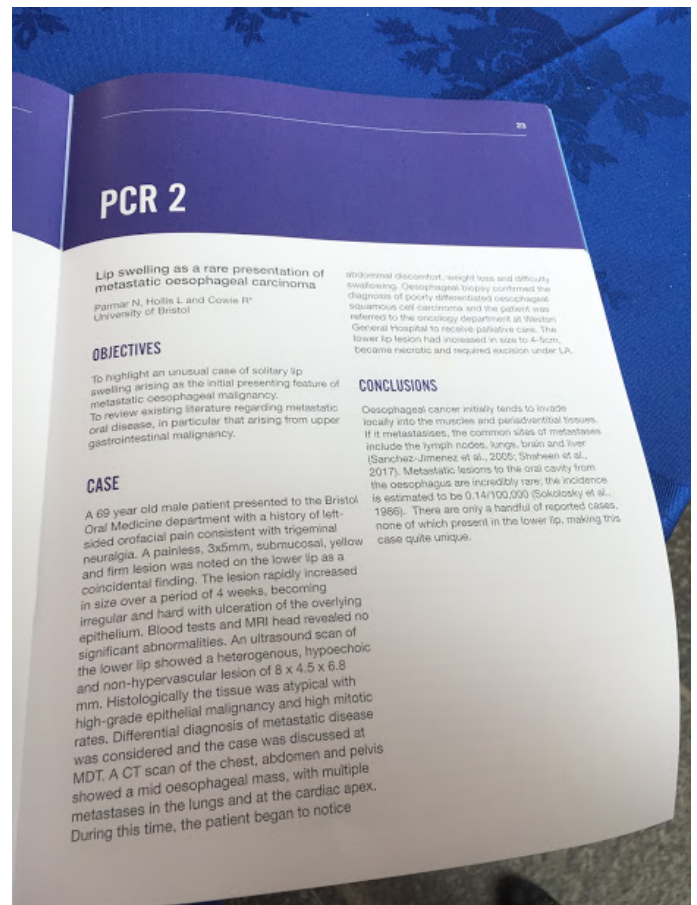 23
PCR 2
Lip swelling as a rare presentation of
metastatic oesophageal carcinoma
Parmar N, Hollis L and Cowie R*
University of Bristol
OBJECTIVES
To highlight an unusual case of solitary lip
swelling arising as the initial presenting feature of
metastatic oesophageal malignancy.
To review existing literature regarding metastatic
oral disease, in particular that arising from upper
gastrointestinal malignancy.
CASE
A 69 year old male patient presented to the Bristol
Oral Medicine department with a history of left-
sided orofacial pain consistent with trigeminal
neuralgia. A painless, 3x5mm, submucosal, yellow
and firm lesion was noted on the lower lip as a
coincidental finding. The lesion rapidly increased
in size over a period of 4 weeks, becoming
irregular and hard with ulceration of the overlying
epithelium. Blood tests and MRI head revealed no
significant abnormalities. An ultrasound scan of
the lower lip showed a heterogenous, hypoechoic
and non-hypervascular lesion of 8 x 4.5 x 6.8
mm. Histologically the tissue was atypical with
high-grade epithelial malignancy and high mitotic
rates. Differential diagnosis of metastatic disease
was considered and the case was discussed at
MDT. A CT scan of the chest, abdomen and pelvis
showed a mid oesophageal mass, with multiple
metastases in the lungs and at the cardiac apex.
During this time, the patient began to notice
abdominal discomfort, weight loss and difficulty
swallowing. Oesophageal biopsy confirmed the
diagnosis of poorly differentiated oesophageal
squamous cell carcinoma and the patient was
referred to the oncology department at Weston
General Hospital to receive palliative care. The
lower lip lesion had increased in size to 4-5cm,
became necrotic and required excision under LA.
CONCLUSIONS
Oesophageal cancer initially tends to invade
locally into the muscles and periadventitial tissues.
If it metastasises, the common sites of metastases
include the lymph nodes, lungs, brain and liver
(Sanchez-Jimenez et al., 2005; Shaheen et al.,
2017). Metastatic lesions to the oral cavity from
the oesophagus are incredibly rare; the incidence
is estimated to be 0.14/100,000 (Sokolosky et al.,
1986). There are only a handful of reported cases,
none of which present in the lower lip, making this
case quite unique.